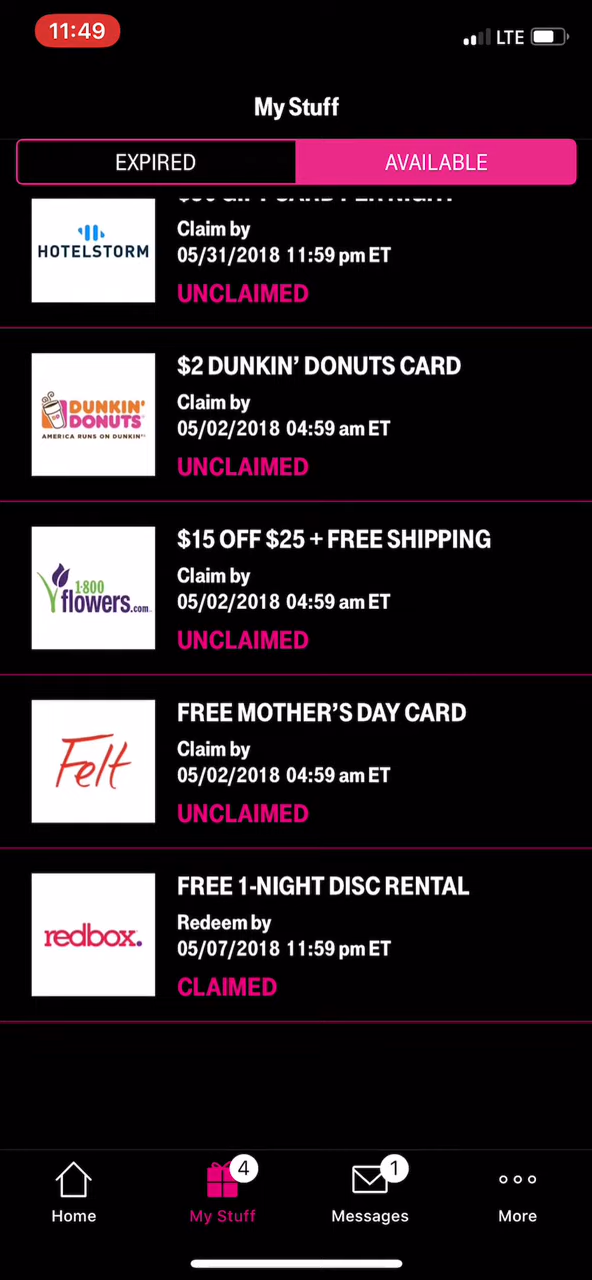 11:49
LTE
My Stuff
EXPIRED
AVAILABLE
HOTELSTORM
Claim by
05/31/2018 11:59 pm ET
UNCLAIMED
DUNKIN'
DONUTS
AMERICA RUNS ON DUNKIN'
$2 DUNKIN’ DONUTS CARD
Claim by
05/02/2018 04:59 am ET
UNCLAIMED
1·800
flowers.com
$15 OFF $25 + FREE SHIPPING
Claim by
05/02/2018 04:59 am ET
UNCLAIMED
Felt
FREE MOTHER’S DAY CARD
Claim by
05/02/2018 04:59 am ET
UNCLAIMED
redbox.
FREE 1-NIGHT DISC RENTAL
Redeem by
05/07/2018 11:59 pm ET
CLAIMED
4
1
Home
My Stuff
Messages
More